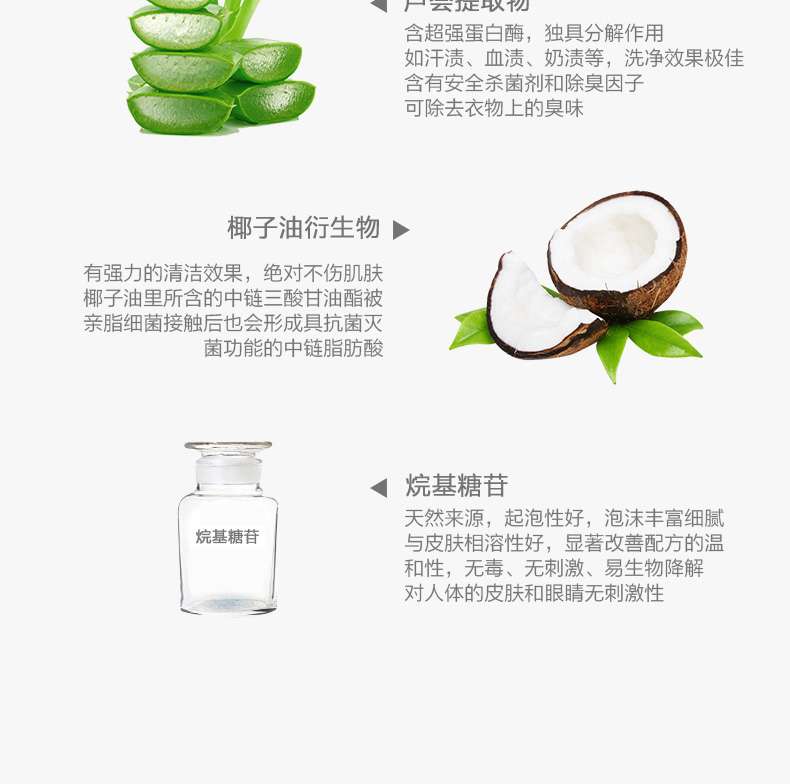 芦荟提取物
含超强蛋白酶，独具分解作用
如汗渍、血渍、奶渍等，洗净效果极佳
含有安全杀菌剂和除臭因子
可除去衣物上的臭味
椰子油衍生物
有强力的清洁效果，绝对不伤肌肤
椰子油里所含的中链三酸甘油酯被
亲脂细菌接触后也会形成具抗菌灭
菌功能的中链脂肪酸
烷基糖苷
烷基糖苷
天然来源，起泡性好，泡沫丰富细腻
与皮肤相溶性好，显著改善配方的温
和性，无毒、无刺激、易生物降解
对人体的皮肤和眼睛无刺激性